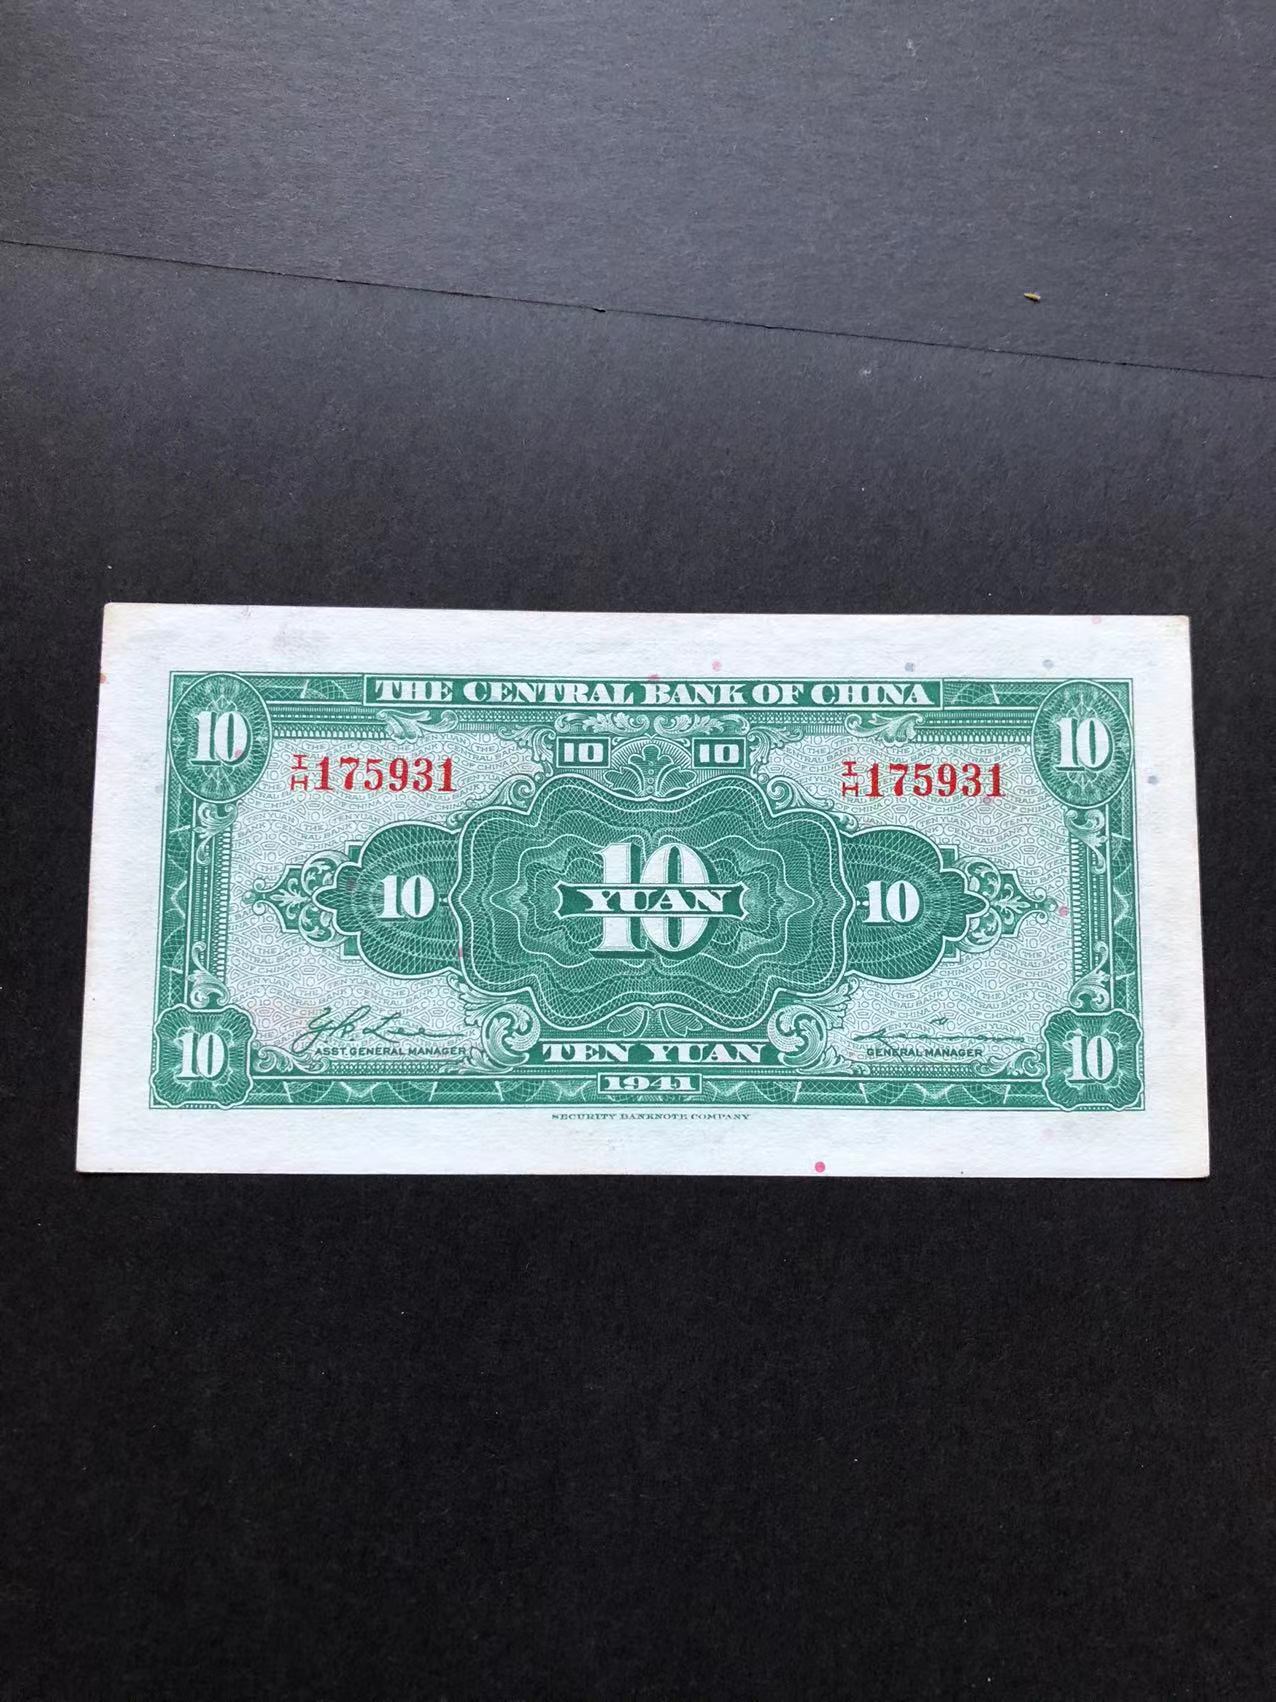 THE CENTRAL BANK OF CHINA
10 10 10 10
I/H 175931 I/H 175931
10 10 YUAN 10
ASST. GENERAL MANAGER GENERAL MANAGER
10 TEN YUAN 10
1941
SECURITY BANKNOTE COMPANY